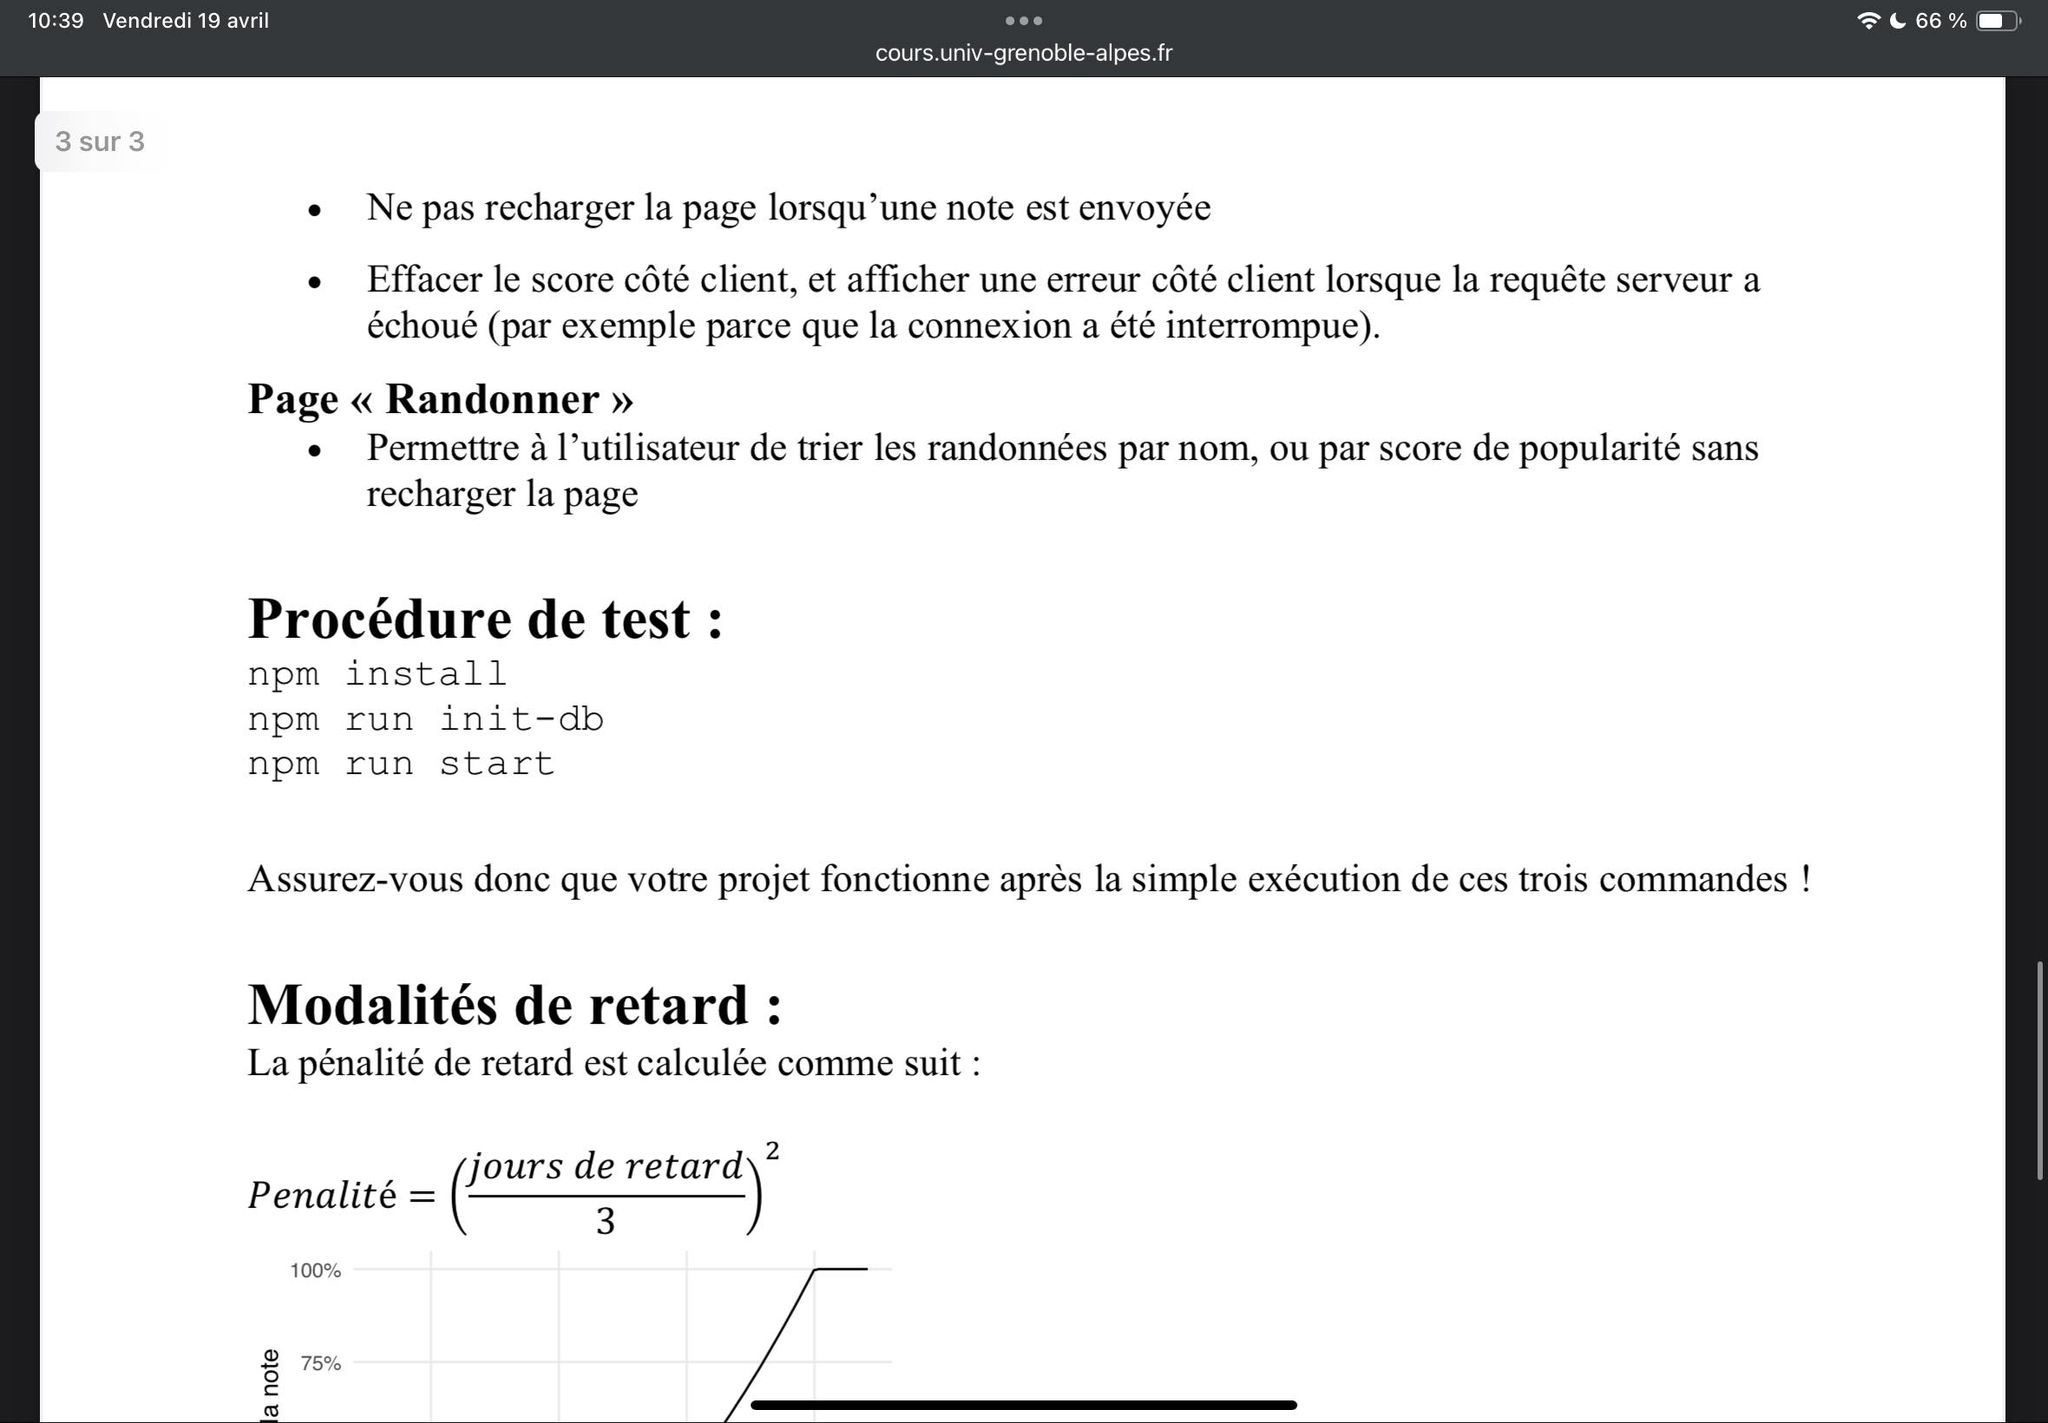 10:39 Vendredi 19 avril
66 %
cours.univ-grenoble-alpes.fr
3 sur 3
• Ne pas recharger la page lorsqu’une note est envoyée
• Effacer le score côté client, et afficher une erreur côté client lorsque la requête serveur a
échoué (par exemple parce que la connexion a été interrompue).
Page « Randonner »
• Permettre à l’utilisateur de trier les randonnées par nom, ou par score de popularité sans
recharger la page
Procédure de test :
npm install
npm run init-db
npm run start
Assurez-vous donc que votre projet fonctionne après la simple exécution de ces trois commandes !
Modalités de retard :
La pénalité de retard est calculée comme suit :
Penalité = (jours de retard / 3)²
100%
75%
la note